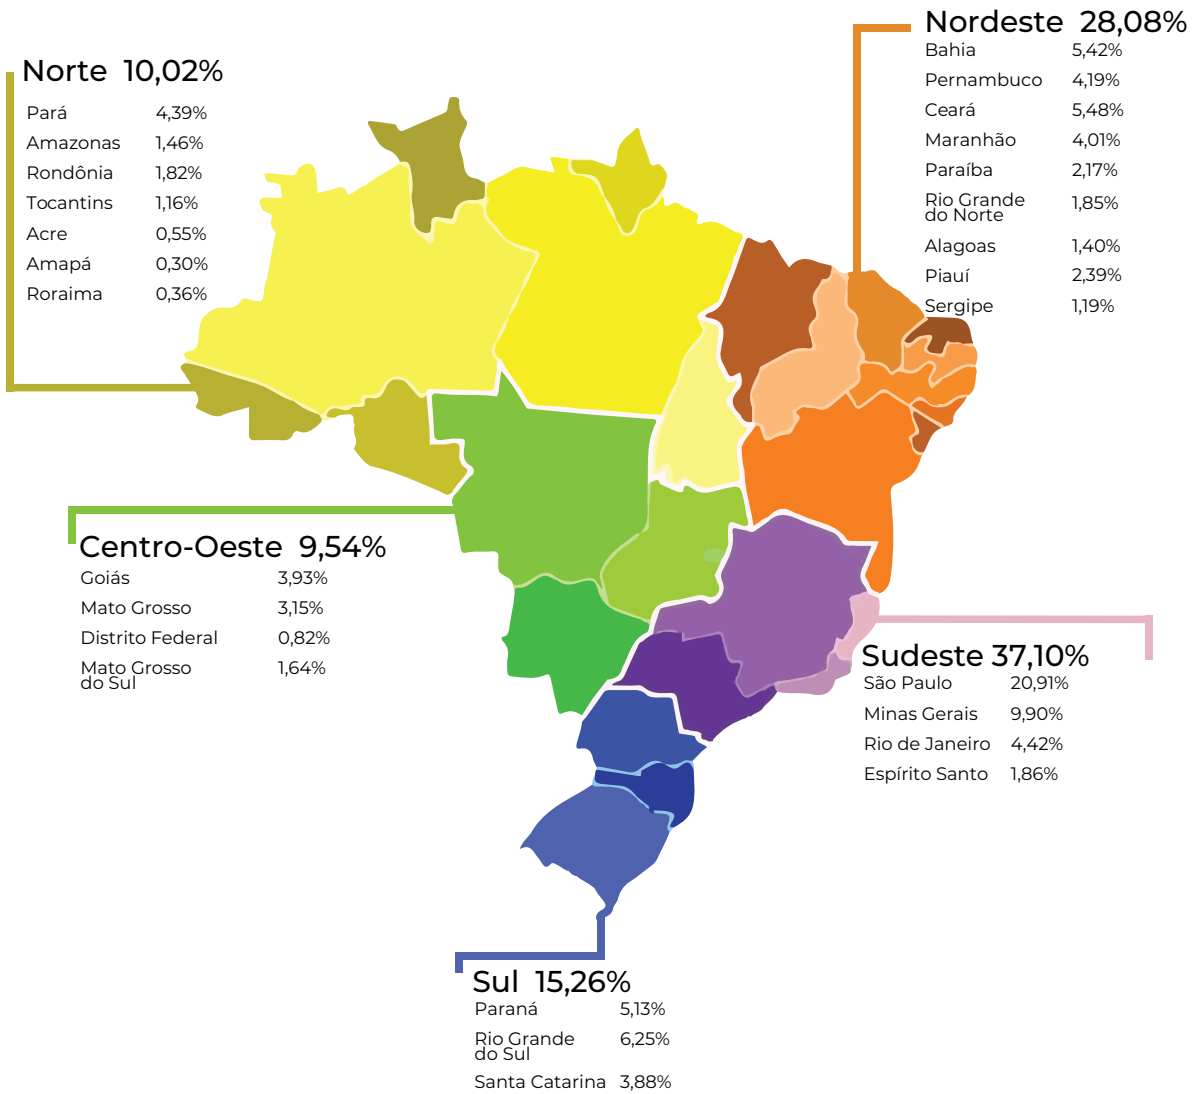 Norte 10,02%
Pará 4,39%
Amazonas 1,46%
Rondônia 1,82%
Tocantins 1,16%
Acre 0,55%
Amapá 0,30%
Roraima 0,36%
Nordeste 28,08%
Bahia 5,42%
Pernambuco 4,19%
Ceará 5,48%
Maranhão 4,01%
Paraíba 2,17%
Rio Grande
do Norte 1,85%
Alagoas 1,40%
Piauí 2,39%
Sergipe 1,19%
Centro-Oeste 9,54%
Goiás 3,93%
Mato Grosso 3,15%
Distrito Federal 0,82%
Mato Grosso
do Sul 1,64%
Sudeste 37,10%
São Paulo 20,91%
Minas Gerais 9,90%
Rio de Janeiro 4,42%
Espírito Santo 1,86%
Sul 15,26%
Paraná 5,13%
Rio Grande
do Sul 6,25%
Santa Catarina 3,88%